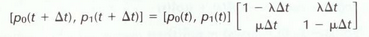 [p₀(t + Δt), p₁(t + Δt)] = [p₀(t), p₁(t)] [1 − λΔt λΔt
μΔt 1 − μΔt]